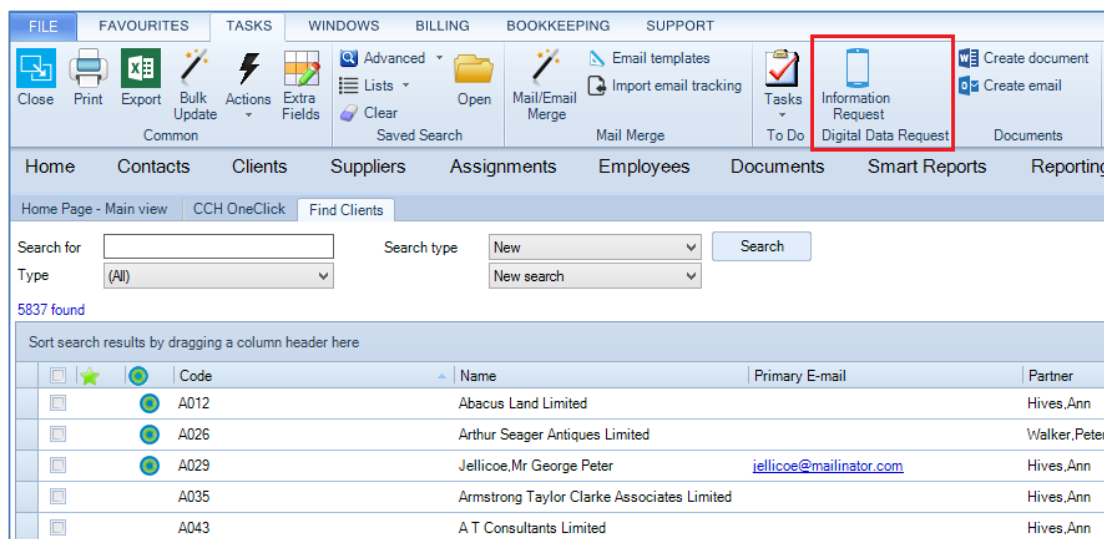 FILE FAVOURITES TASKS WINDOWS BILLING BOOKKEEPING SUPPORT
Close Print Export Bulk Update Actions Extra Fields
Common
Advanced
Lists
Clear
Open
Saved Search
Mail/Email Merge
Email templates
Import email tracking
Mail Merge
Tasks
To Do
Information Request
Digital Data Request
Create document
Create email
Documents
Home Contacts Clients Suppliers Assignments Employees Documents Smart Reports Reporting
Home Page - Main view CCH OneClick Find Clients
Search for Search type New Search
Type (All) New search
5837 found
Sort search results by dragging a column header here
Code Name Primary E-mail Partner
A012 Abacus Land Limited Hives,Ann
A026 Arthur Seager Antiques Limited Walker,Peter
A029 Jellicoe,Mr George Peter jellicoe@mailinator.com Hives,Ann
A035 Armstrong Taylor Clarke Associates Limited Hives,Ann
A043 A T Consultants Limited Hives,Ann